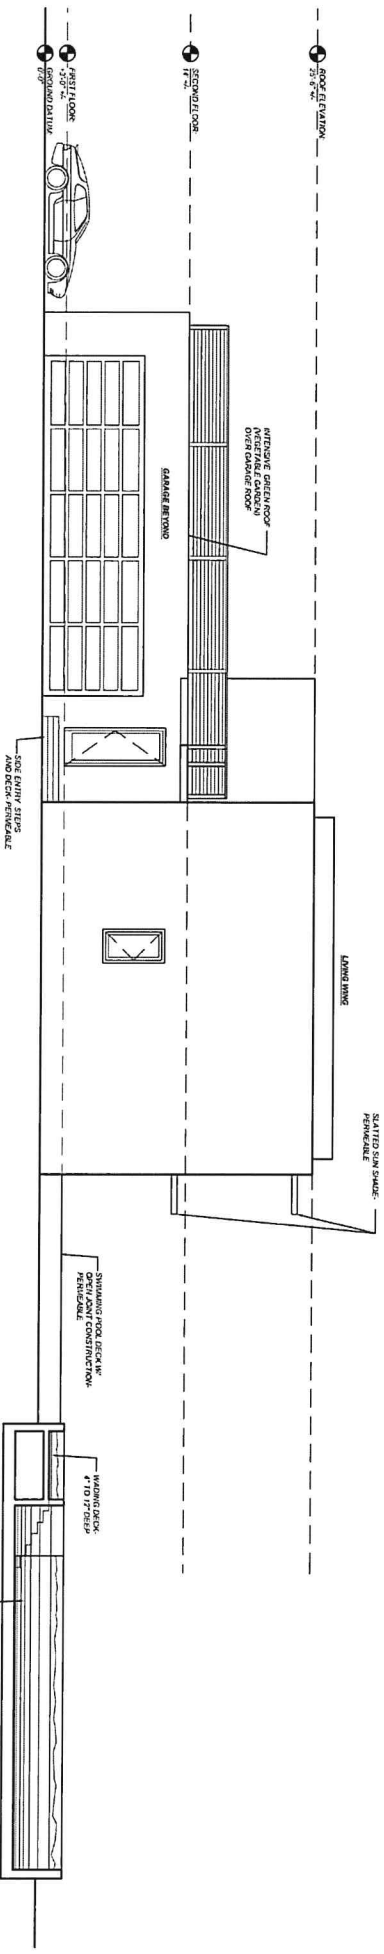 ROOF ELEVATION
25'-6" +/-
SECOND FLOOR
14' +/-
FIRST FLOOR
+2'-0" +/-
GROUND DATUM
0'-0"
INTENSIVE GREEN ROOF
(VEGETABLE GARDEN)
OVER GARAGE ROOF
GARAGE BEYOND
SIDE ENTRY STEPS
AND DECK- PERMEABLE
LIVING WING
SLATTED SUN SHADE-
PERMEABLE
SWIMMING POOL DECK W/
OPEN JOINT CONSTRUCTION-
PERMEABLE
WADING DECK-
4" TO 12" DEEP